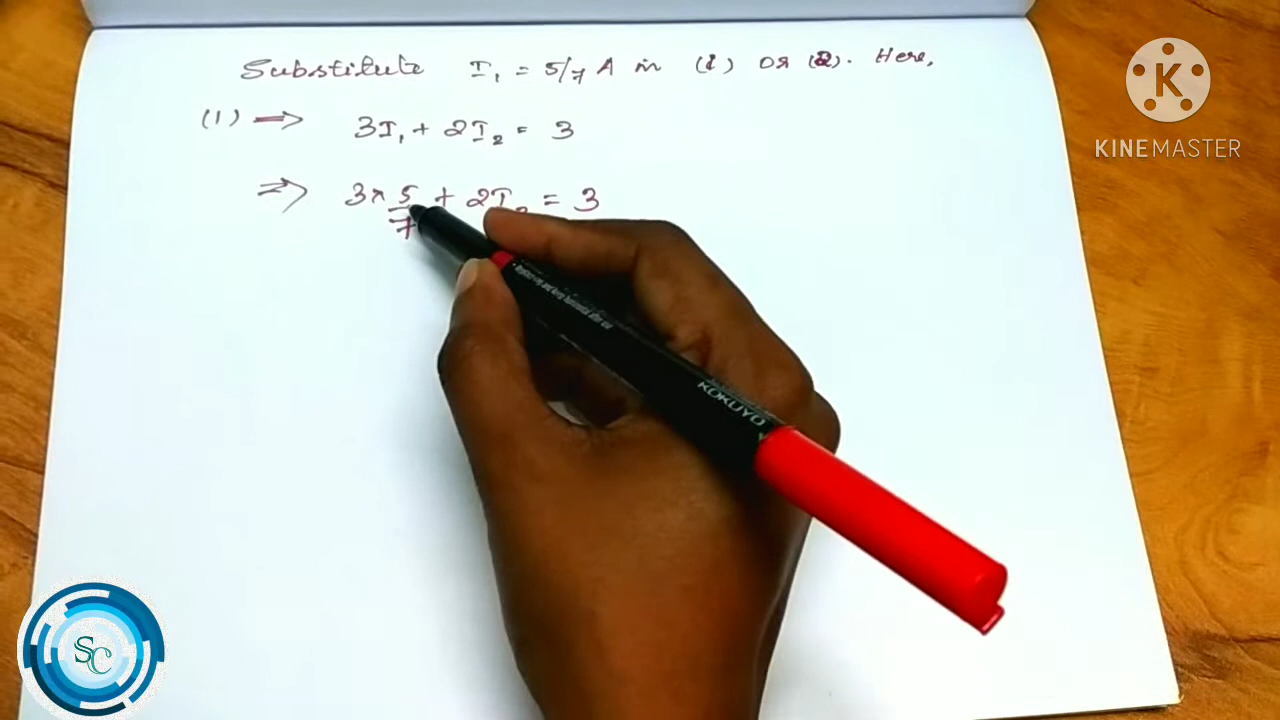 Substitute I₁ = 5/7 A in (1) or (2). Here,
(1) ⇒ 3I₁ + 2I₂ = 3
⇒ 3 × 5/7 + 2I₂ = 3
K
KINEMASTER
KOKUYO
SC